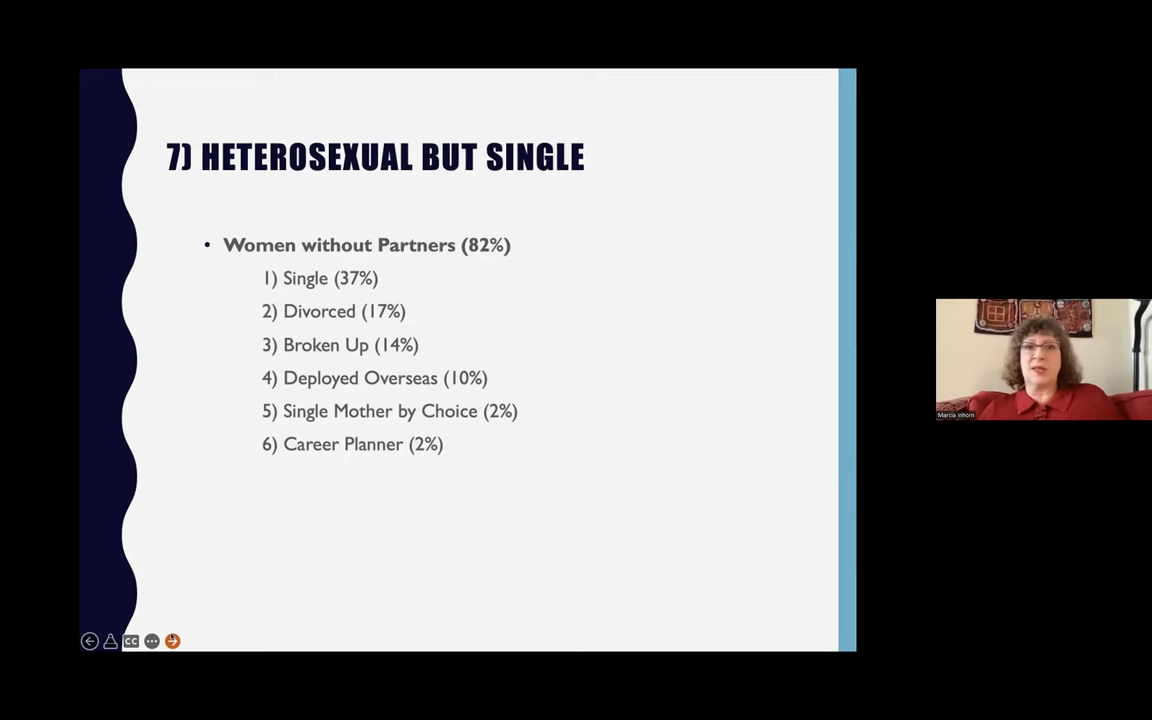 7) HETEROSEXUAL BUT SINGLE
• Women without Partners (82%)
1) Single (37%)
2) Divorced (17%)
3) Broken Up (14%)
4) Deployed Overseas (10%)
5) Single Mother by Choice (2%)
6) Career Planner (2%)
Marcia Inhorn
CC